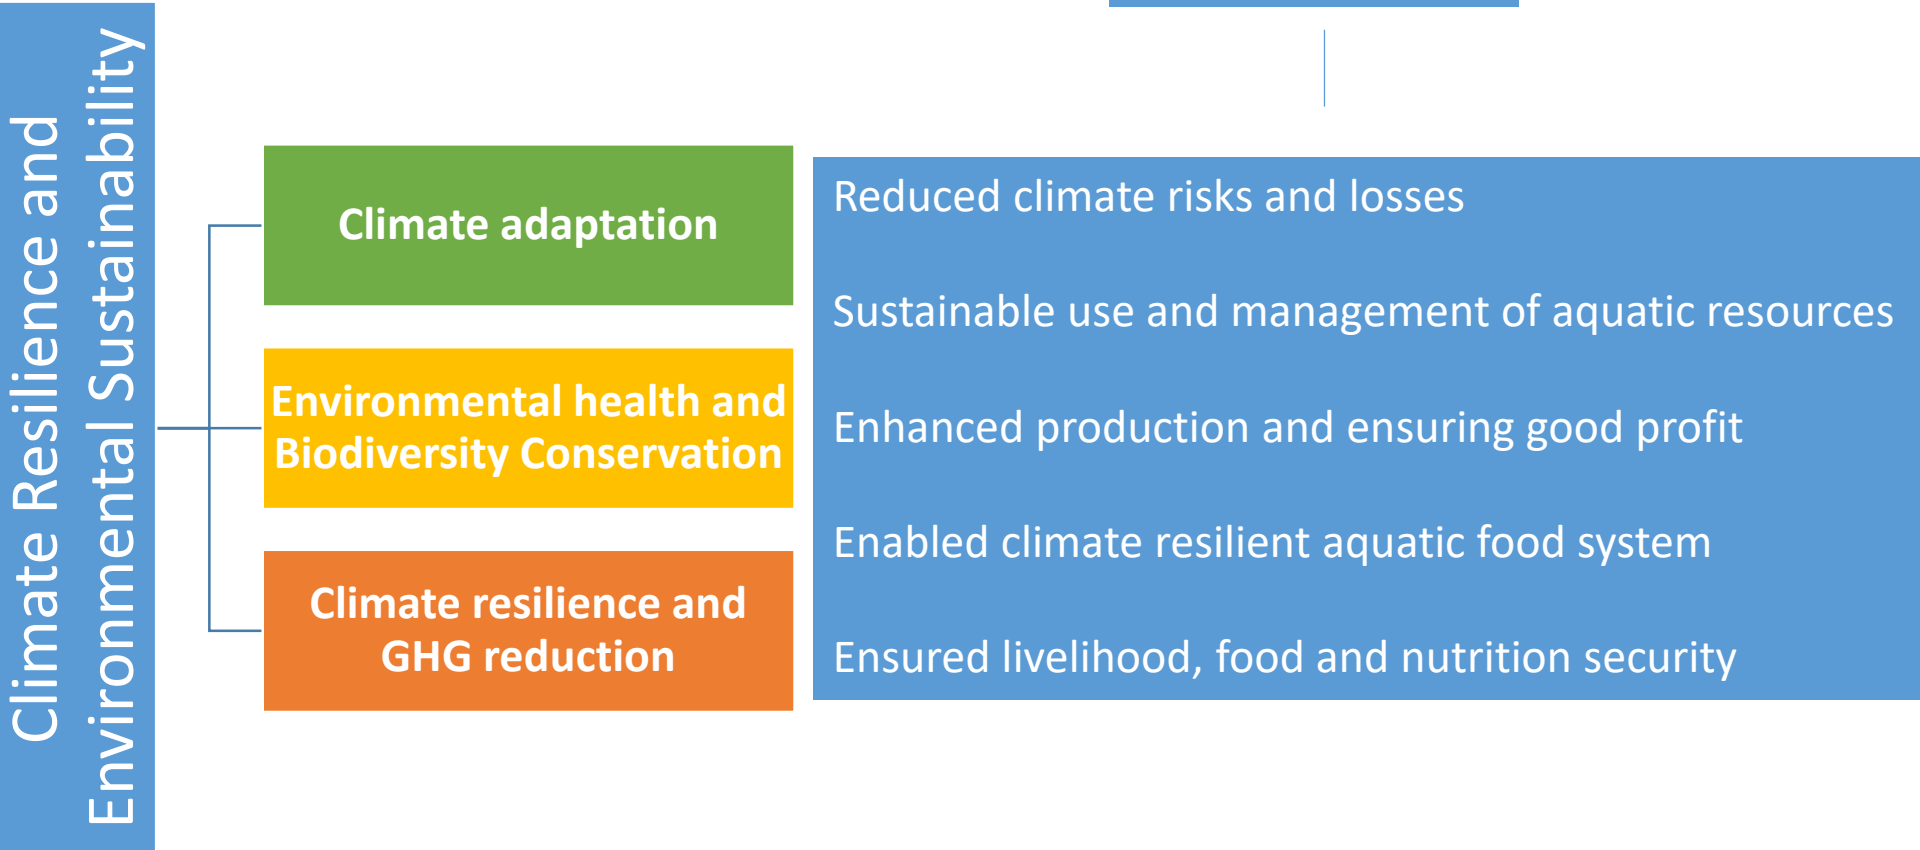 Climate Resilience and
Environmental Sustainability
Climate adaptation
Environmental health and
Biodiversity Conservation
Climate resilience and
GHG reduction
Reduced climate risks and losses
Sustainable use and management of aquatic resources
Enhanced production and ensuring good profit
Enabled climate resilient aquatic food system
Ensured livelihood, food and nutrition security